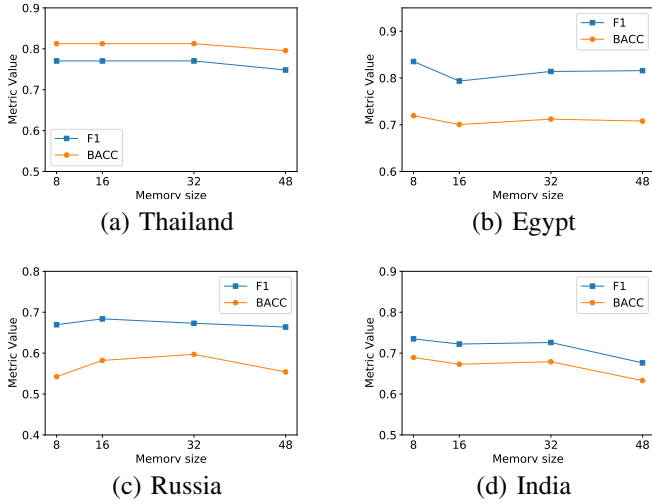 0.9
0.8
0.7
0.6
0.5
Metric Value
F1
BACC
8 16 32 48
Memory size
(a) Thailand
0.9
0.8
0.7
0.6
Metric Value
F1
BACC
8 16 32 48
Memory size
(b) Egypt
0.8
0.7
0.6
0.5
0.4
Metric Value
F1
BACC
8 16 32 48
Memory size
(c) Russia
0.9
0.8
0.7
0.6
0.5
Metric Value
F1
BACC
8 16 32 48
Memory size
(d) India